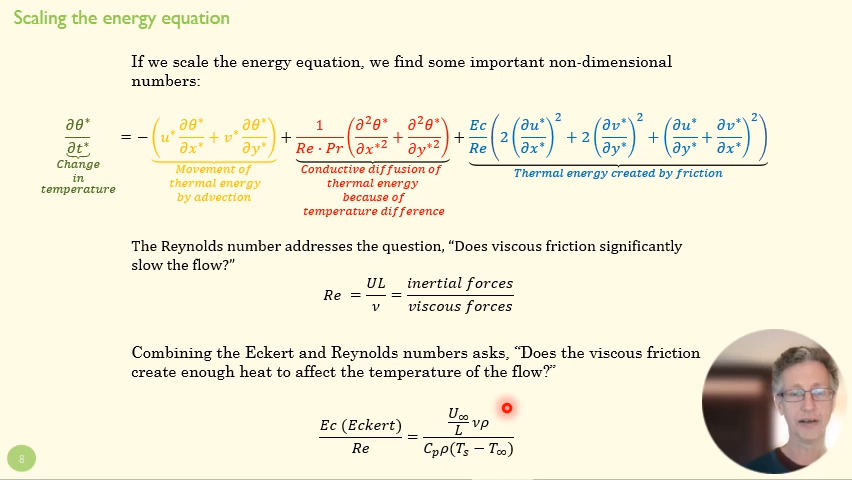 Scaling the energy equation
If we scale the energy equation, we find some important non-dimensional
numbers:
∂θ*/∂t* = −(u* ∂θ*/∂x* + v* ∂θ*/∂y*) + 1/(Re · Pr) (∂²θ*/∂x*² + ∂²θ*/∂y*²) + Ec/Re (2(∂u*/∂x*)² + 2(∂v*/∂y*)² + (∂u*/∂y* + ∂v*/∂x*)²)
Change
in
temperature
Movement of
thermal energy
by advection
Conductive diffusion of
thermal energy
because of
temperature difference
Thermal energy created by friction
The Reynolds number addresses the question, “Does viscous friction significantly
slow the flow?”
Re = UL/ν = inertial forces/viscous forces
Combining the Eckert and Reynolds numbers asks, “Does the viscous friction
create enough heat to affect the temperature of the flow?”
Ec (Eckert)/Re = (U∞/L νρ)/(Cpρ(Ts − T∞))
8